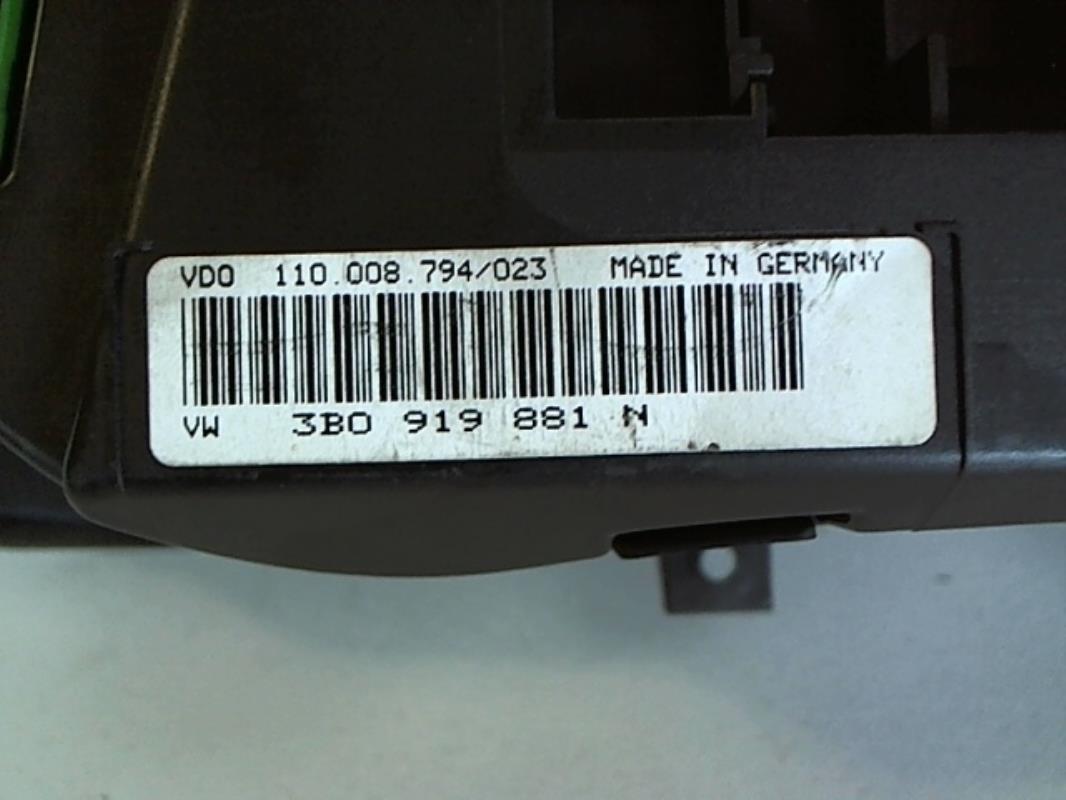 VDO 110.008.794/023 MADE IN GERMANY
VW 3B0 919 881 N